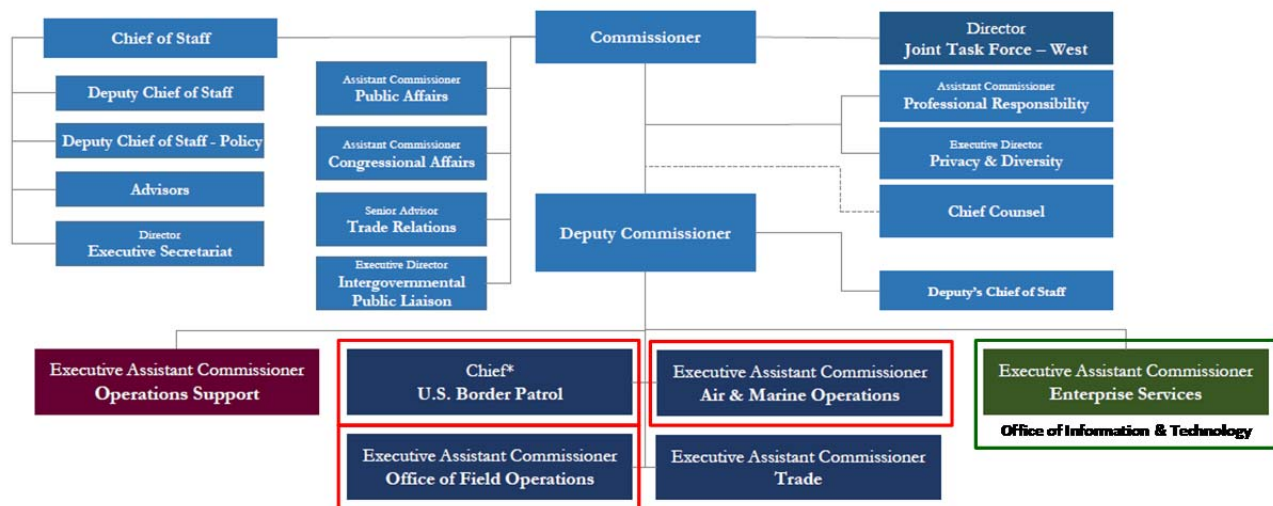 Chief of Staff
Commissioner
Director
Joint Task Force – West
Deputy Chief of Staff
Deputy Chief of Staff - Policy
Advisors
Director
Executive Secretariat
Assistant Commissioner
Public Affairs
Assistant Commissioner
Congressional Affairs
Senior Advisor
Trade Relations
Executive Director
Intergovernmental
Public Liaison
Assistant Commissioner
Professional Responsibility
Executive Director
Privacy & Diversity
Chief Counsel
Deputy Commissioner
Deputy's Chief of Staff
Executive Assistant Commissioner
Operations Support
Chief*
U.S. Border Patrol
Executive Assistant Commissioner
Air & Marine Operations
Executive Assistant Commissioner
Enterprise Services
Office of Information & Technology
Executive Assistant Commissioner
Office of Field Operations
Executive Assistant Commissioner
Trade